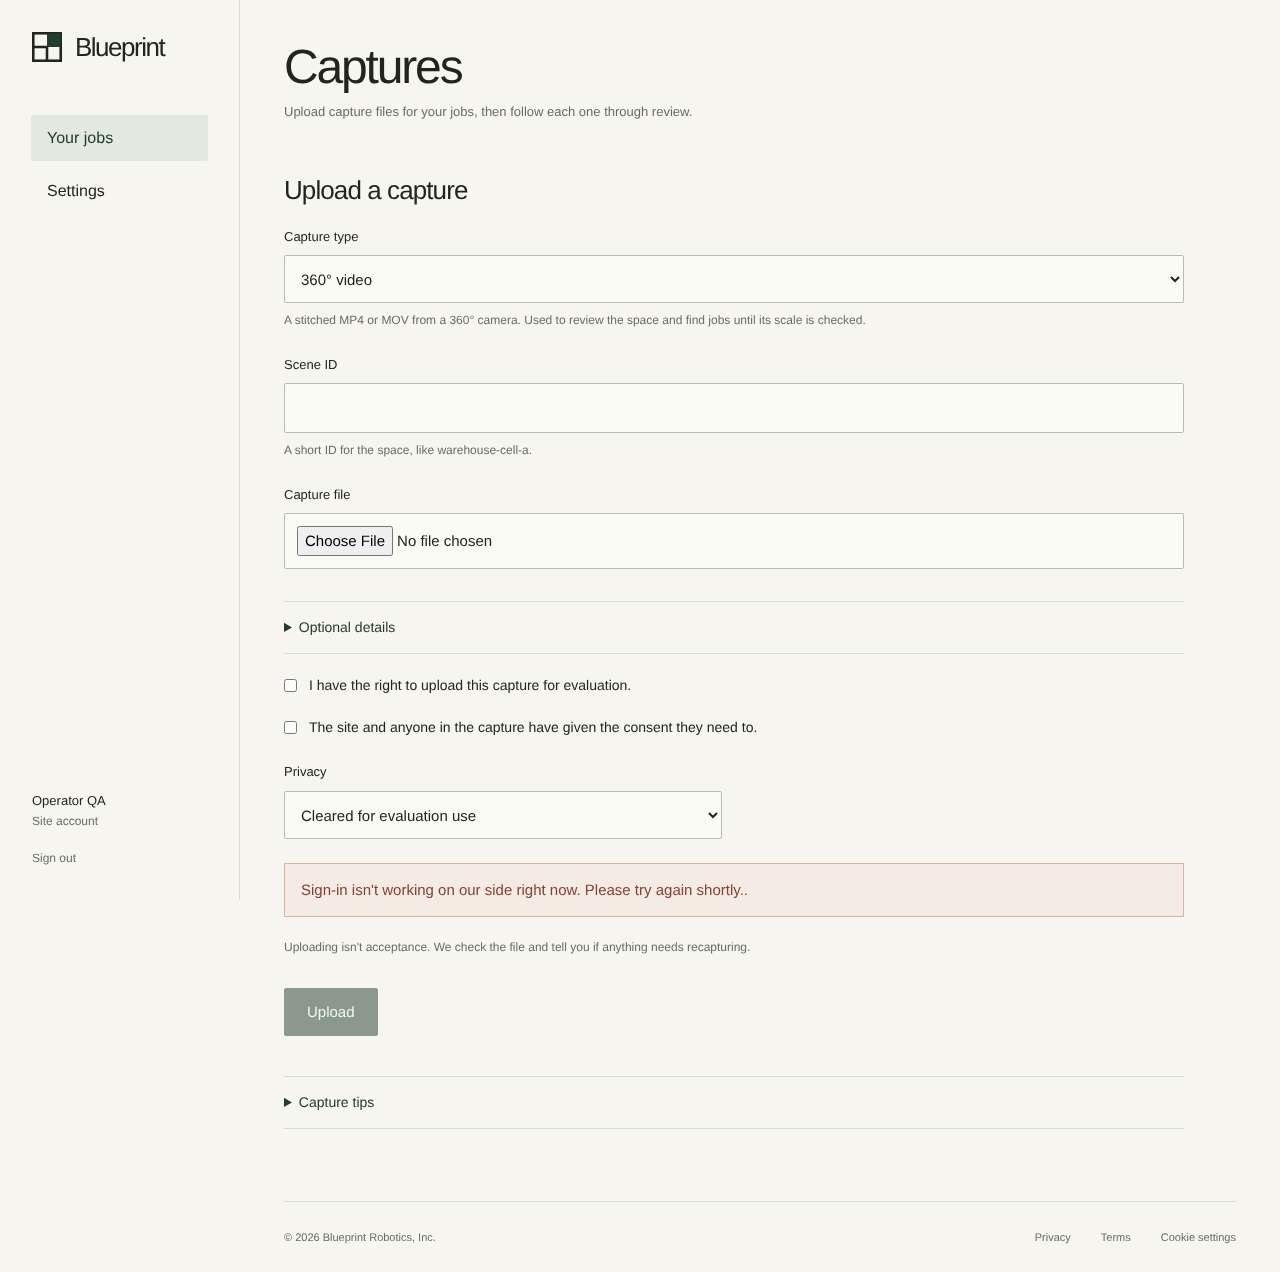 Blueprint
Your jobs
Settings
Operator QA
Site account
Sign out
Captures
Upload capture files for your jobs, then follow each one through review.
Upload a capture
Capture type
360° video
A stitched MP4 or MOV from a 360° camera. Used to review the space and find jobs until its scale is checked.
Scene ID
A short ID for the space, like warehouse-cell-a.
Capture file
Choose File No file chosen
Optional details
I have the right to upload this capture for evaluation.
The site and anyone in the capture have given the consent they need to.
Privacy
Cleared for evaluation use
Sign-in isn't working on our side right now. Please try again shortly..
Uploading isn't acceptance. We check the file and tell you if anything needs recapturing.
Upload
Capture tips
© 2026 Blueprint Robotics, Inc.
Privacy Terms Cookie settings